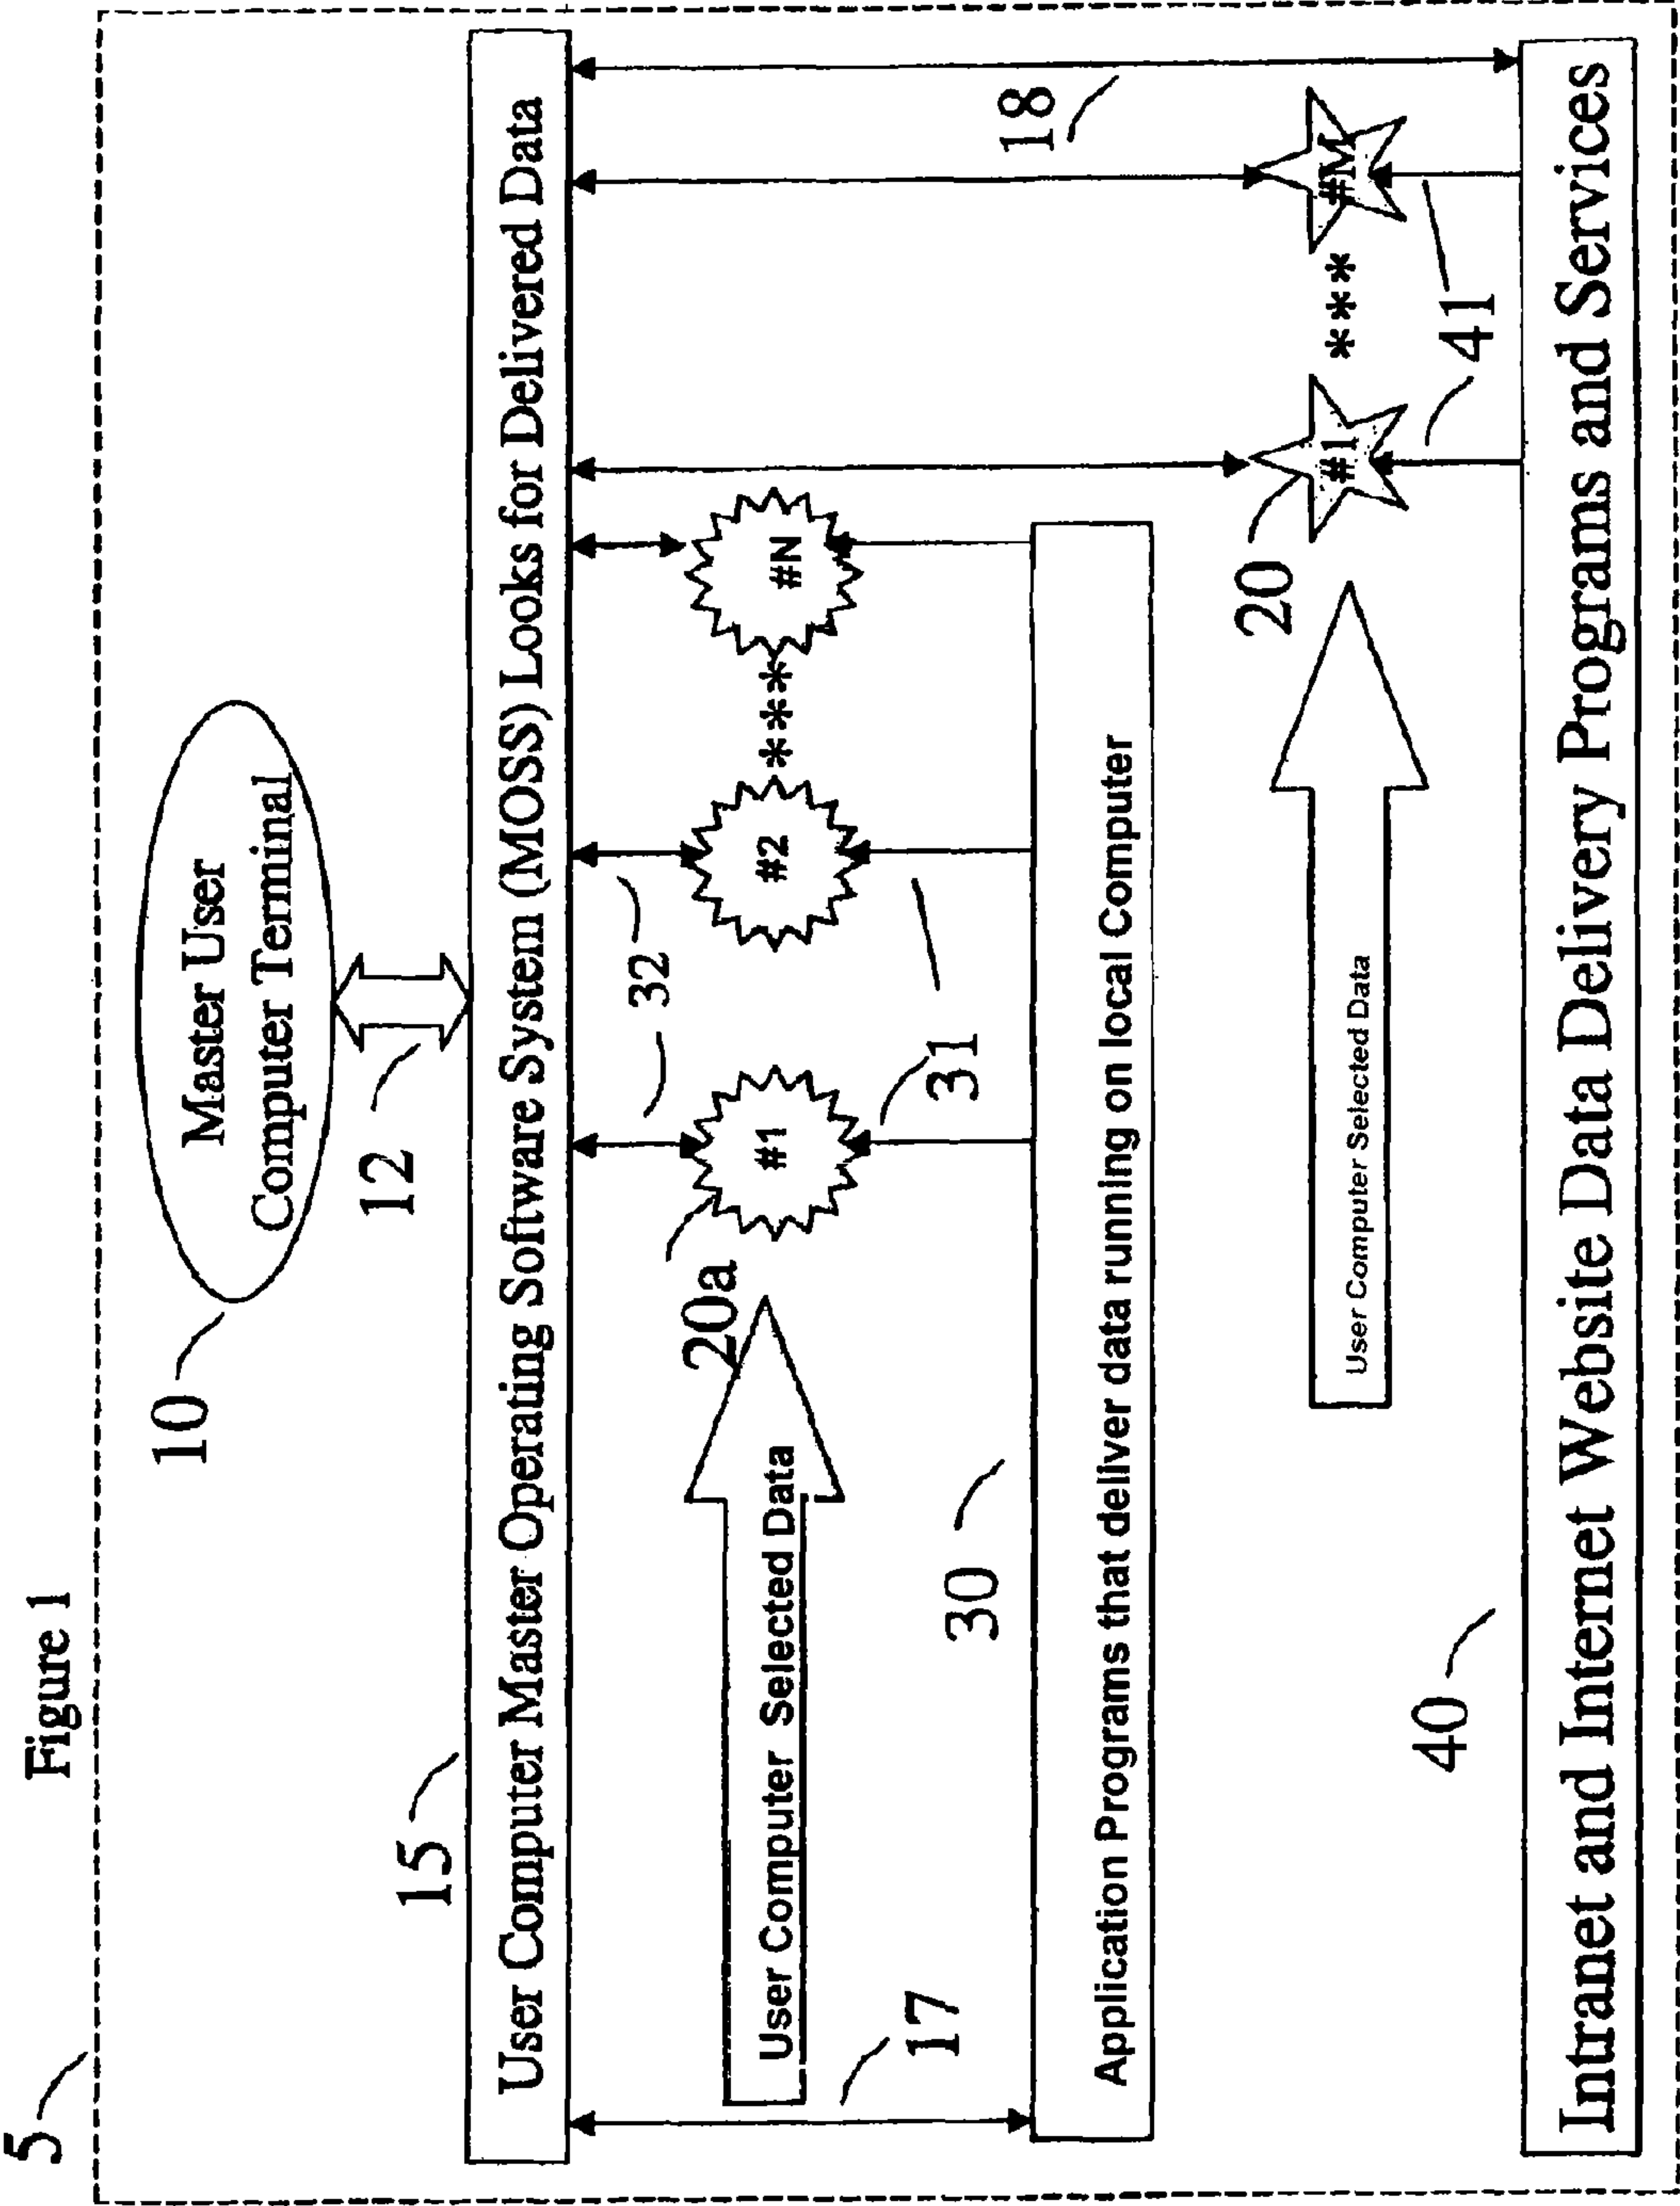 Figure 1
5
10
Master User
Computer Terminal
12
15
User Computer Master Operating Software System (MOSS) Looks for Delivered Data
17
User Computer Selected Data
20a
#1
32
#2
***
#N
31
18
30
Application Programs that deliver data running on local Computer
User Computer Selected Data
20
#1
***
#M
41
40
Intranet and Internet Website Data Delivery Programs and Services